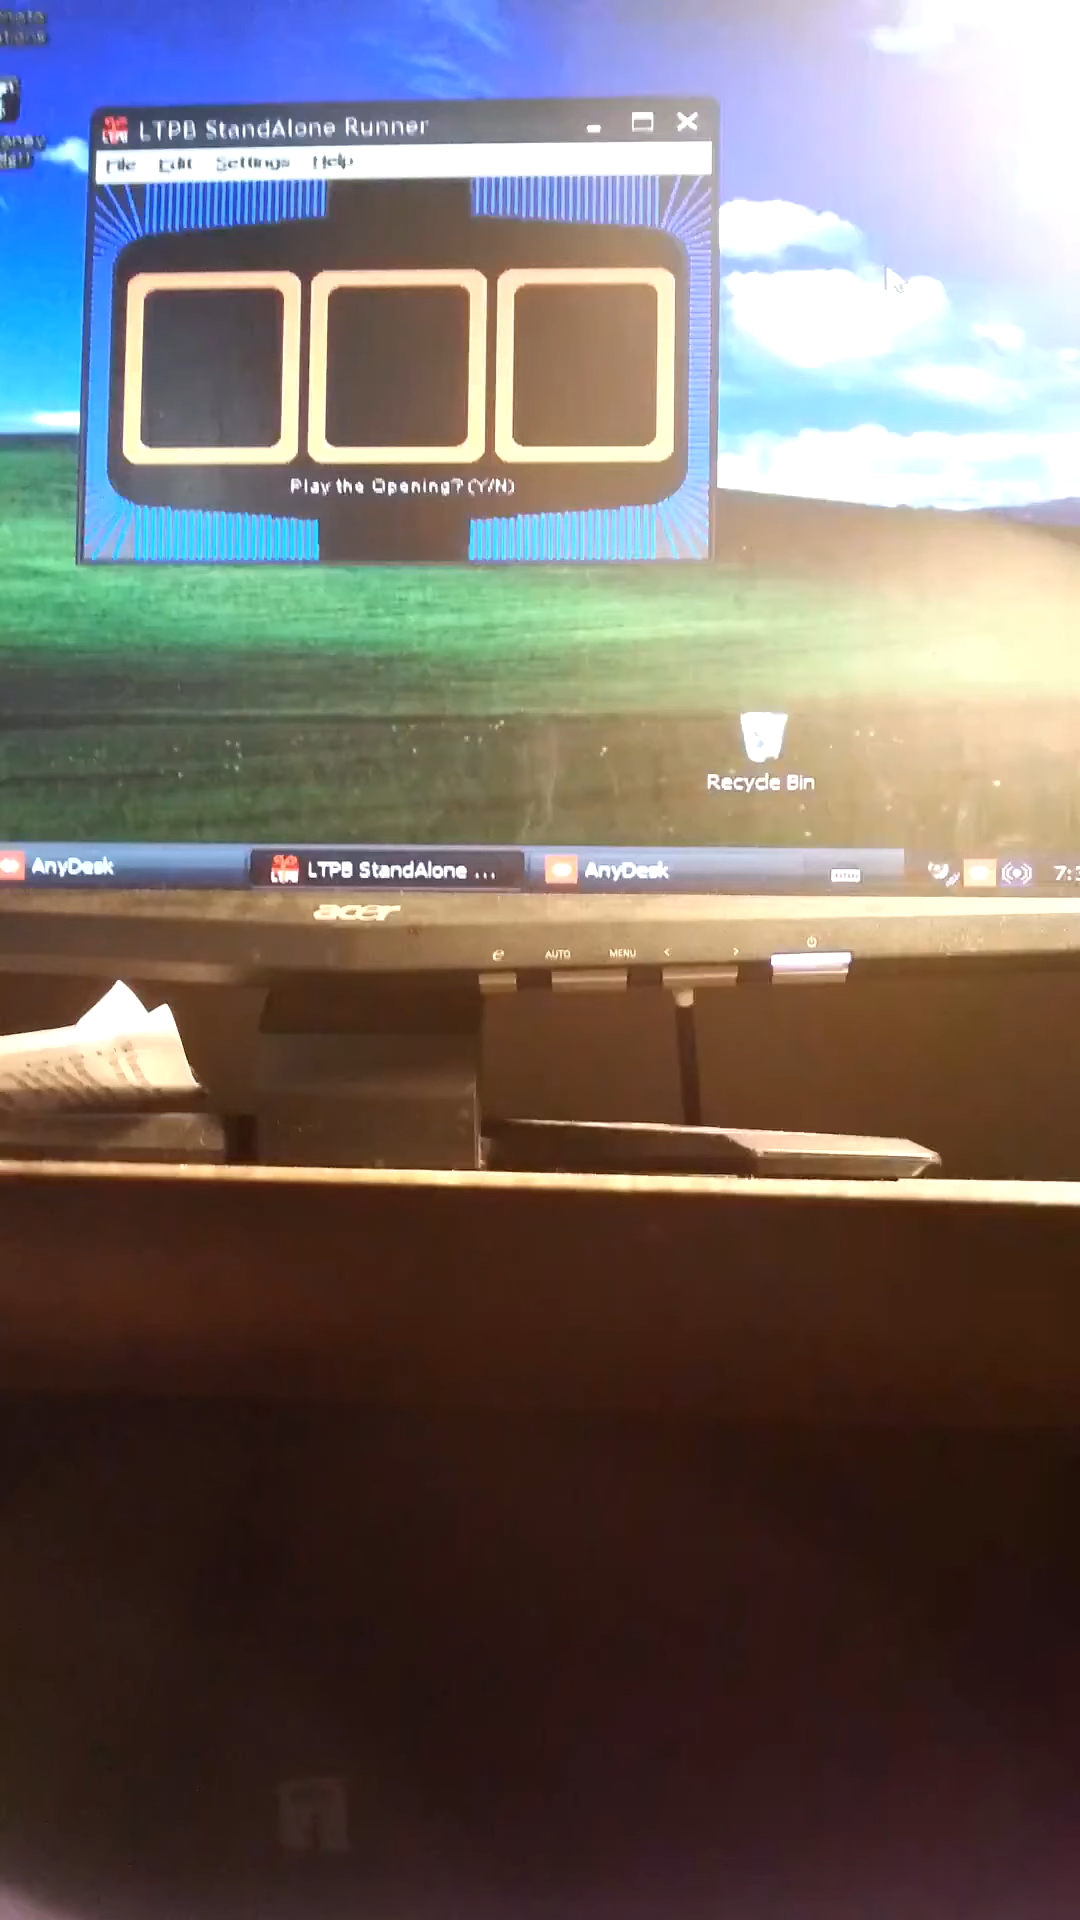 LTPB StandAlone Runner
File Edit Settings Help
Play the Opening? (Y/N)
Recycle Bin
AnyDesk
LTPB StandAlone ...
AnyDesk
acer
e AUTO MENU < >